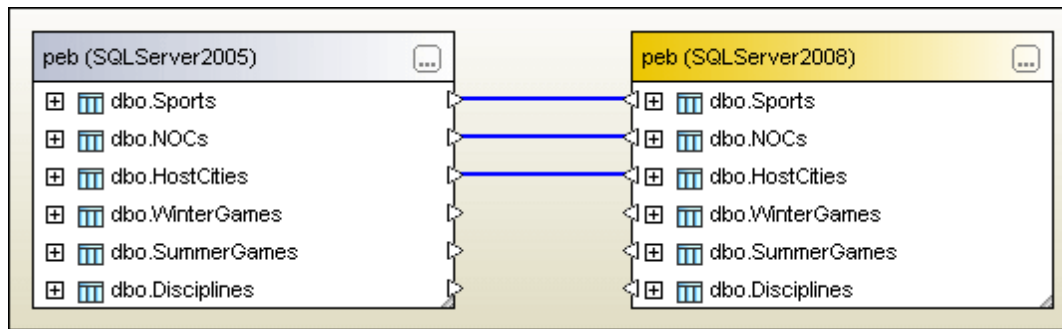 peb (SQLServer2005)
dbo.Sports
dbo.NOCs
dbo.HostCities
dbo.WinterGames
dbo.SummerGames
dbo.Disciplines
peb (SQLServer2008)
dbo.Sports
dbo.NOCs
dbo.HostCities
dbo.WinterGames
dbo.SummerGames
dbo.Disciplines